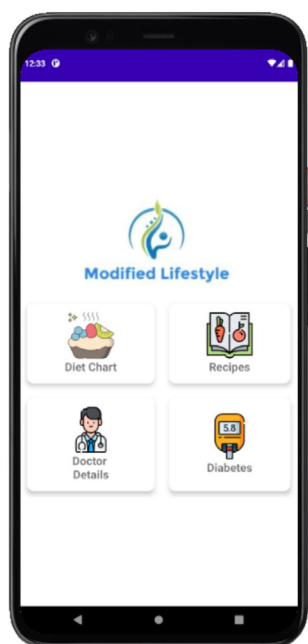 12:33
Modified Lifestyle
Diet Chart
Recipes
5.8
Doctor
Details
Diabetes